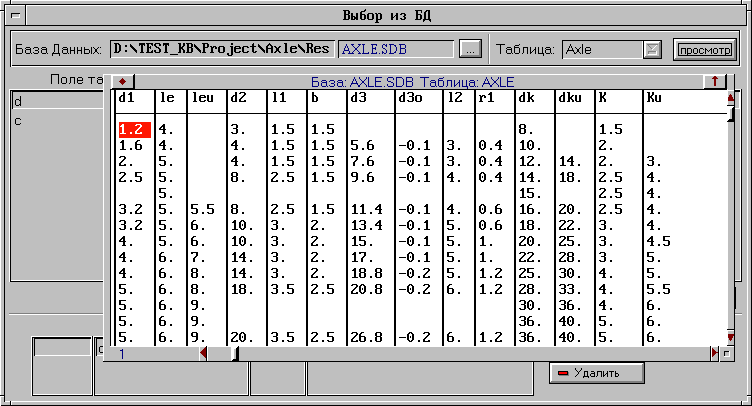 Выбор из БД
База Данных: D:\TEST_KB\Project\Axle\Res AXLE.SDB ... Таблица: Axle просмотр
Поле та
База: AXLE.SDB Таблица: AXLE
d
c
d1 le leu d2 l1 b d3 d3o l2 r1 dk dku K Ku
1.2 4. 3. 1.5 1.5 8. 1.5
1.6 4. 4. 1.5 1.5 5.6 -0.1 3. 0.4 10. 2.
2. 5. 4. 1.5 1.5 7.6 -0.1 3. 0.4 12. 14. 2. 3.
2.5 5. 8. 2.5 1.5 9.6 -0.1 4. 0.4 14. 18. 2.5 4.
5. 15. 2.5 4.
3.2 5. 5.5 8. 2.5 1.5 11.4 -0.1 4. 0.6 16. 20. 2.5 4.
3.2 5. 6. 10. 3. 2. 13.4 -0.1 5. 0.6 18. 22. 3. 4.
4. 5. 6. 10. 3. 2. 15. -0.1 5. 1. 20. 25. 3. 4.5
4. 6. 7. 14. 3. 2. 17. -0.1 5. 1. 22. 28. 3. 5.
4. 6. 8. 14. 3. 2. 18.8 -0.2 5. 1.2 25. 30. 4. 5.
5. 6. 8. 18. 3.5 2.5 20.8 -0.2 6. 1.2 28. 33. 4. 5.5
5. 6. 9. 30. 36. 4. 6.
5. 6. 9. 36. 40. 5. 6.
5. 6. 9. 20. 3.5 2.5 26.8 -0.2 6. 1.2 36. 40. 5. 6.
1
Удалить